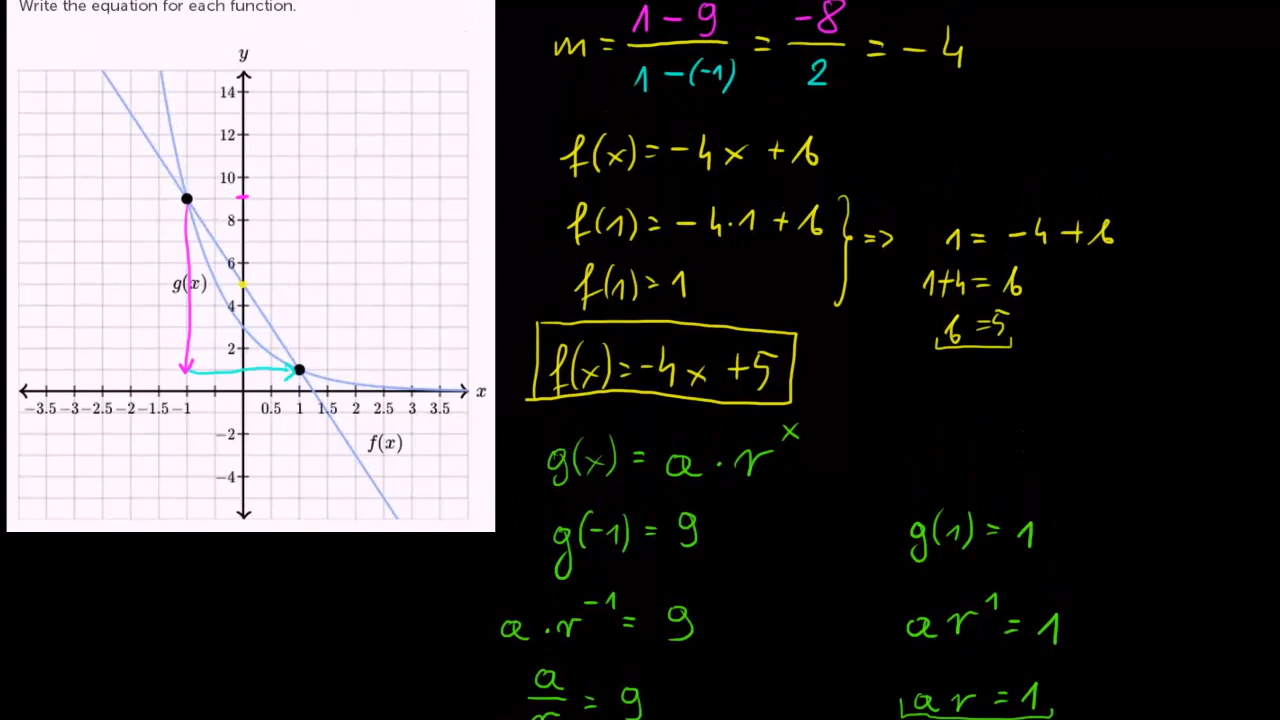 Write the equation for each function.
y
14
12
10
8
6
g(x)
4
2
x
−3.5 −3 −2.5 −2 −1.5 −1 0.5 1 1.5 2 2.5 3 3.5
−2
f(x)
−4
m = (1 − 9)/(1 − (−1)) = −8/2 = −4
f(x) = −4x + b
f(1) = −4·1 + b
f(1) = 1
} => 1 = −4 + b
1+4 = b
b = 5
f(x) = −4x + 5
g(x) = a · r^x
g(−1) = 9
g(1) = 1
a · r^−1 = 9
a r^1 = 1
a/r = 9
a r = 1